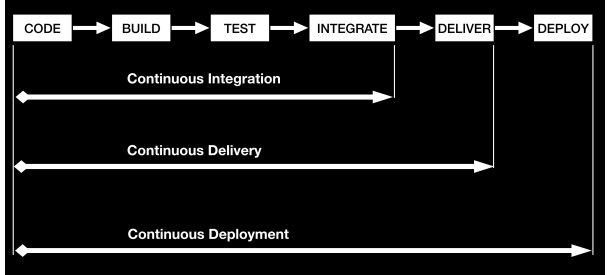 CODE BUILD TEST INTEGRATE DELIVER DEPLOY
Continuous Integration
Continuous Delivery
Continuous Deployment